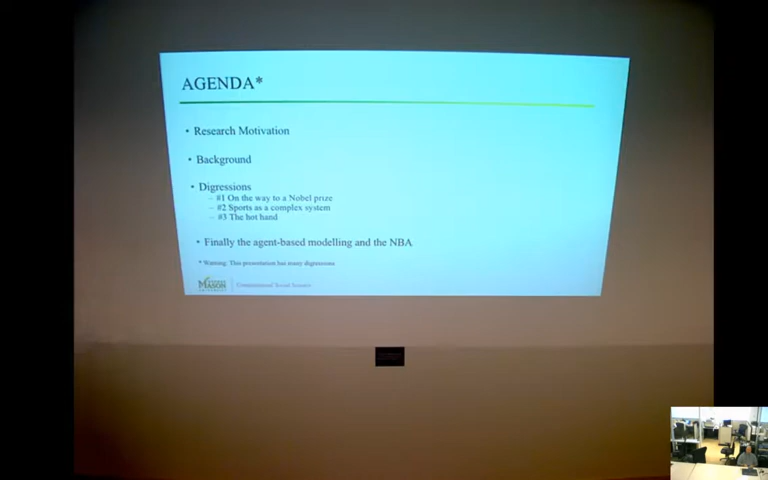 AGENDA*
• Research Motivation
• Background
• Digressions
– #1 On the way to a Nobel prize
– #2 Sports as a complex system
– #3 The hot hand
• Finally the agent-based modelling and the NBA
* Warning: This presentation has many digressions
MASON
Computational Social Science